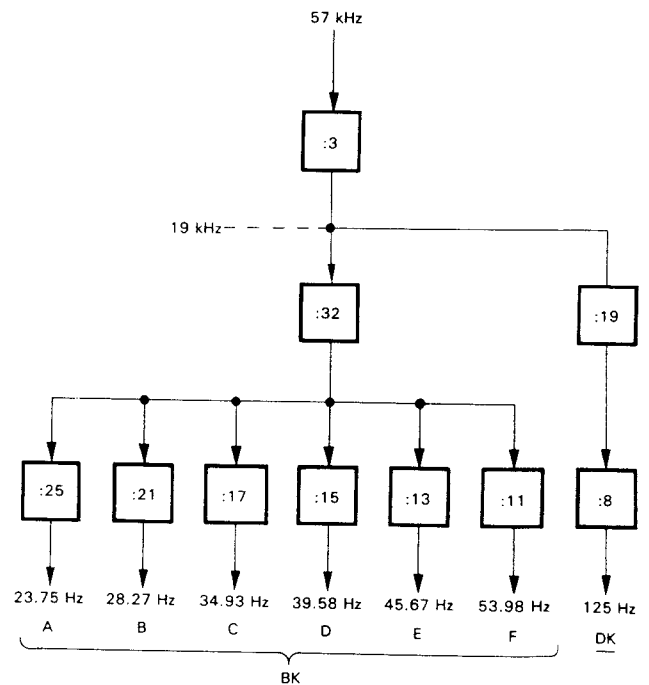 57 kHz
:3
19 kHz
:32
:19
:25 :21 :17 :15 :13 :11 :8
23.75 Hz 28.27 Hz 34.93 Hz 39.58 Hz 45.67 Hz 53.98 Hz 125 Hz
A B C D E F DK
BK